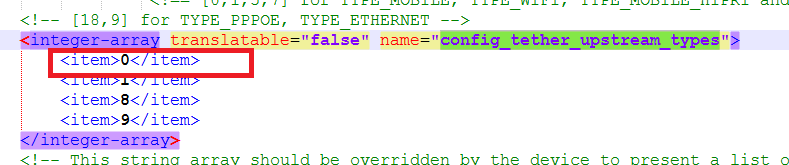 <!-- [0,1,5,7] for TYPE_MOBILE, TYPE_WIFI, TYPE_MOBILE_HIPRI and
<!-- [18,9] for TYPE_PPPOE, TYPE_ETHERNET -->
<integer-array translatable="false" name="config_tether_upstream_types">
<item>0</item>
<item>1</item>
<item>8</item>
<item>9</item>
</integer-array>
<!-- This string array should be overridden by the device to present a list o